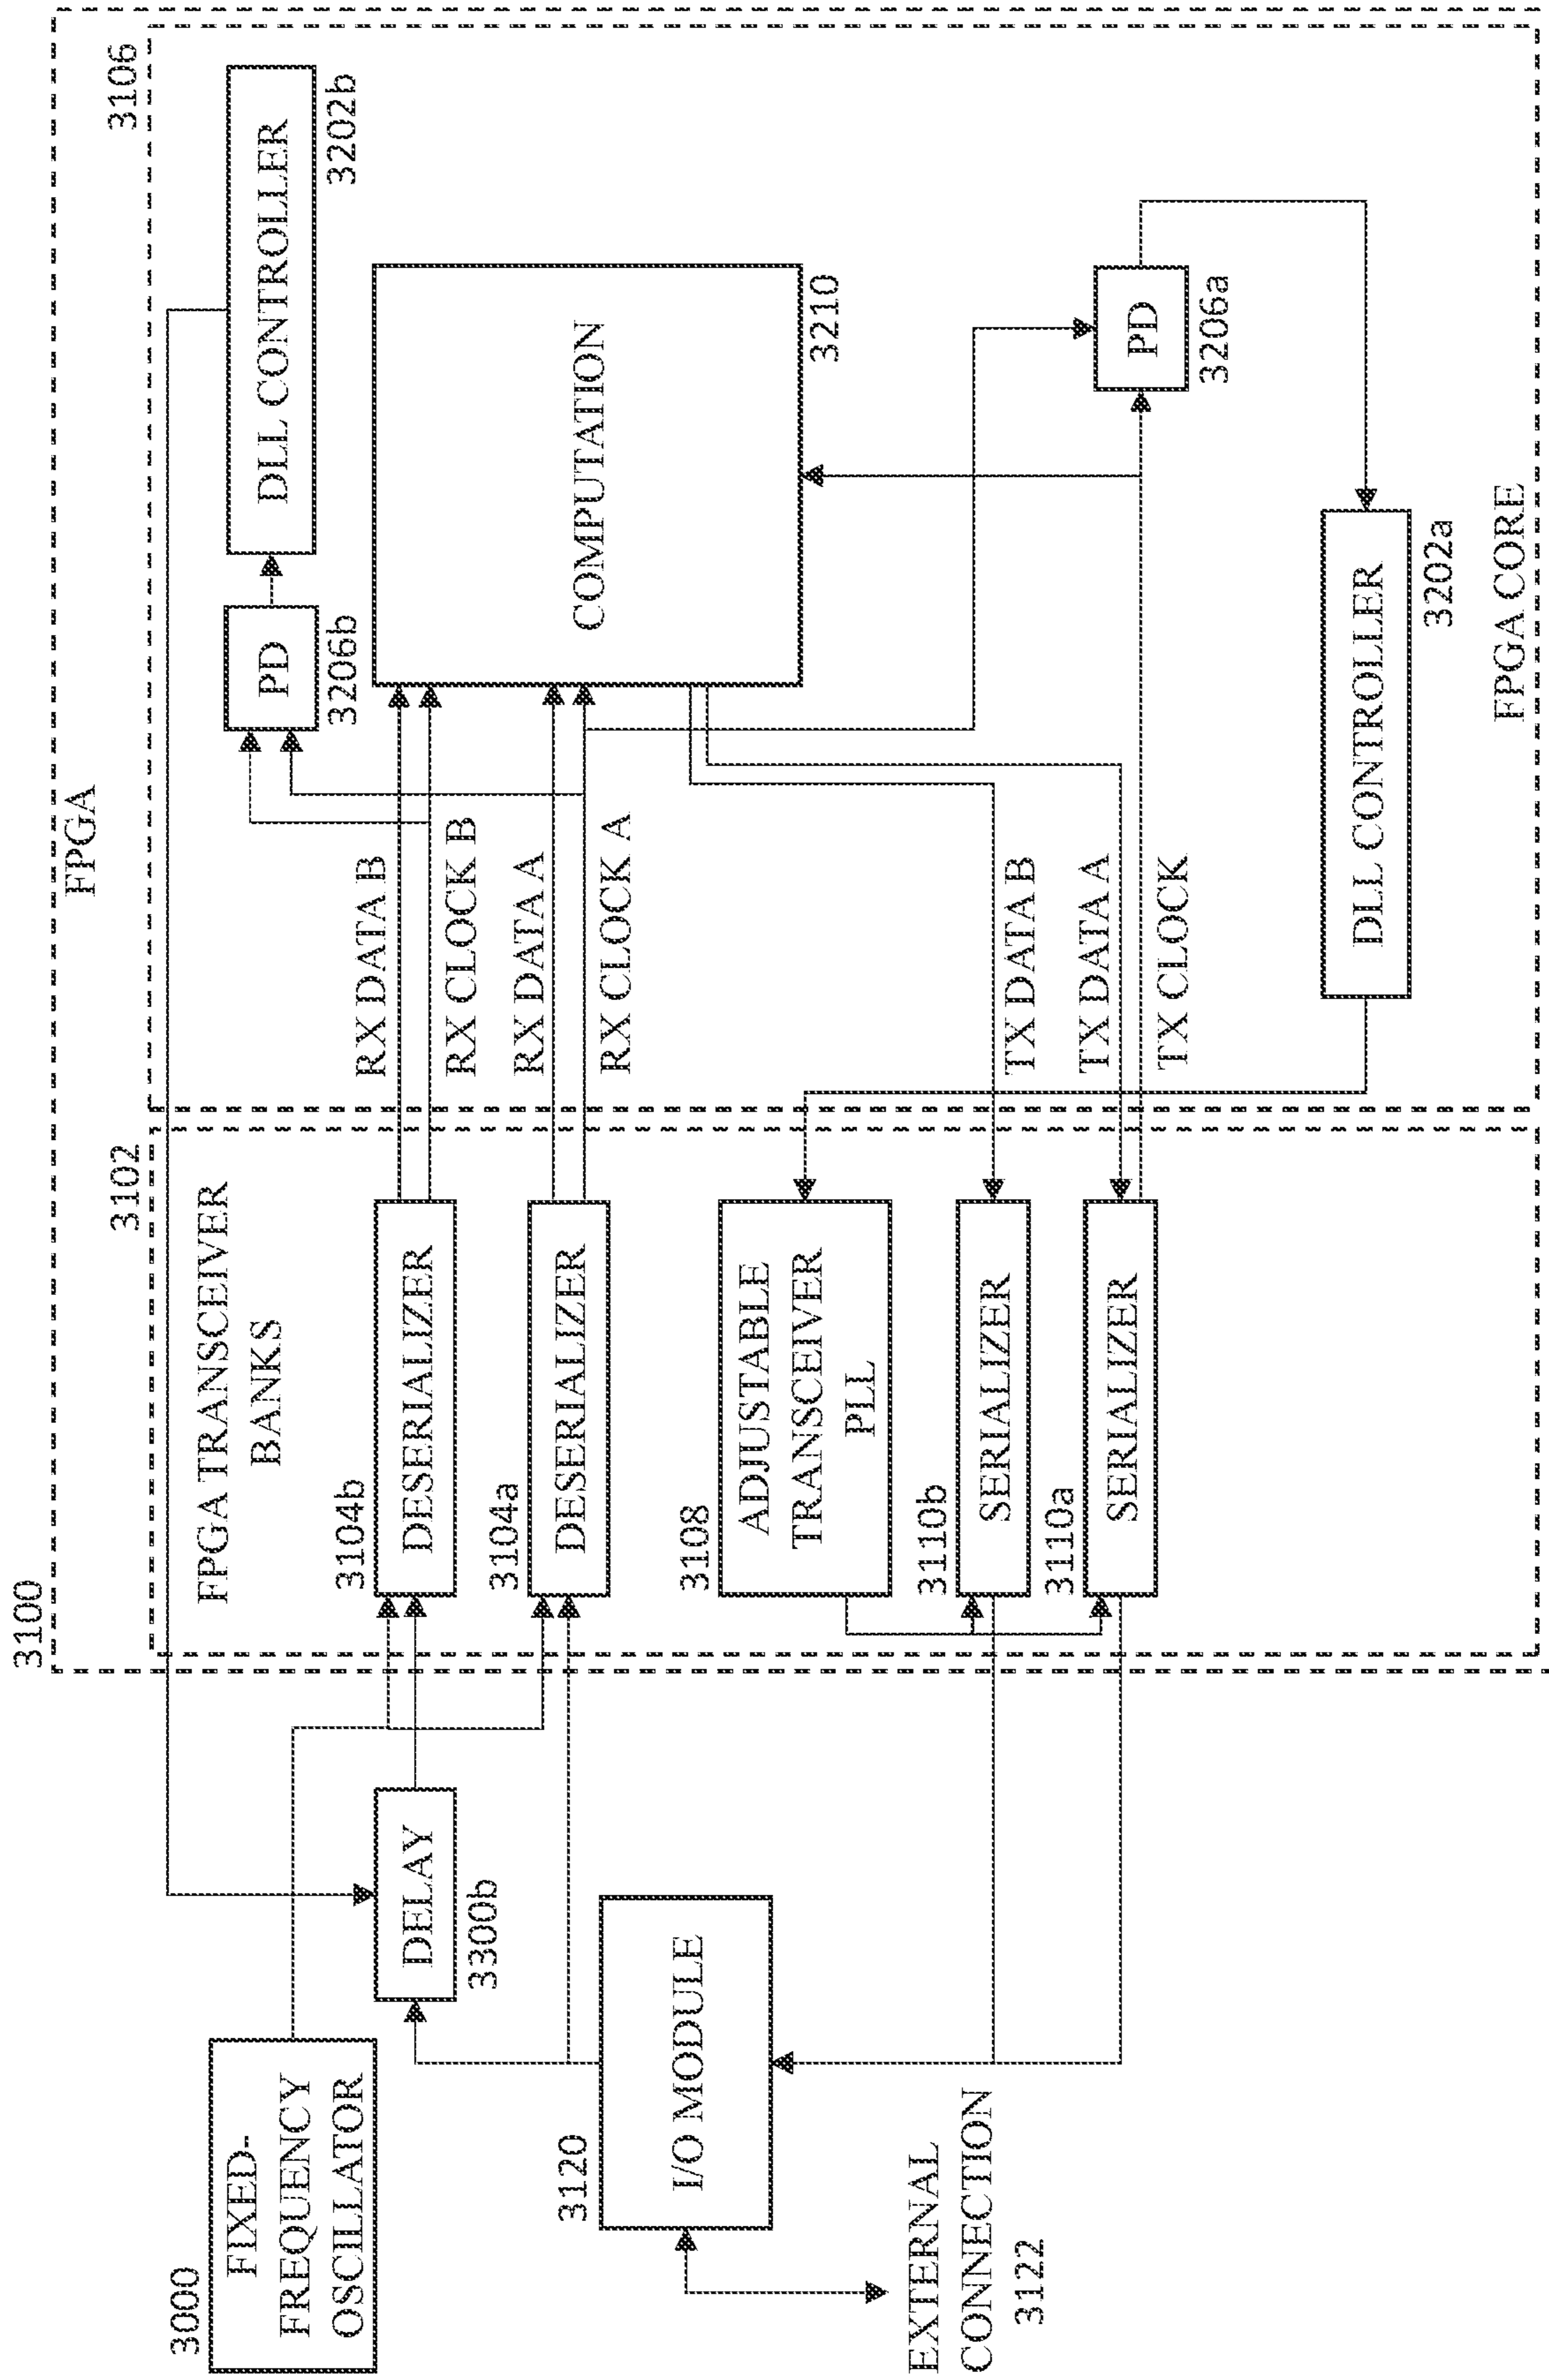 3100
FPGA
3102
3106
FPGA TRANSCEIVER
BANKS
3000
FIXED-
FREQUENCY
OSCILLATOR
DELAY
3300b
3104b
DESERIALIZER
3104a
DESERIALIZER
RX DATA B
RX CLOCK B
RX DATA A
RX CLOCK A
PD
3206b
DLL CONTROLLER
3202b
COMPUTATION
3210
3120
I/O MODULE
EXTERNAL
CONNECTION
3122
3108
ADJUSTABLE
TRANSCEIVER
PLL
3110b
SERIALIZER
3110a
SERIALIZER
TX DATA B
TX DATA A
TX CLOCK
PD
3206a
DLL CONTROLLER
3202a
FPGA CORE